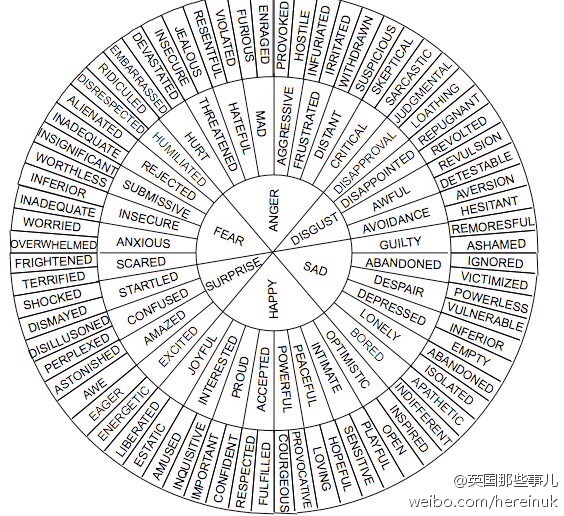 ANGER
DISGUST
SAD
HAPPY
SURPRISE
FEAR
HUMILIATED
HURT
THREATENED
HATEFUL
MAD
AGGRESSIVE
FRUSTRATED
DISTANT
CRITICAL
DISAPPROVAL
DISAPPOINTED
AWFUL
AVOIDANCE
GUILTY
ABANDONED
DESPAIR
DEPRESSED
LONELY
BORED
OPTIMISTIC
INTIMATE
PEACEFUL
POWERFUL
ACCEPTED
PROUD
INTERESTED
JOYFUL
EXCITED
AMAZED
CONFUSED
STARTLED
SCARED
ANXIOUS
INSECURE
SUBMISSIVE
REJECTED
RIDICULED
DISRESPECTED
EMBARRASSED
DEVASTATED
INSECURE
JEALOUS
RESENTFUL
VIOLATED
FURIOUS
ENRAGED
PROVOKED
HOSTILE
INFURIATED
IRRITATED
WITHDRAWN
SUSPICIOUS
SKEPTICAL
SARCASTIC
JUDGMENTAL
LOATHING
REPUGNANT
REVOLTED
REVULSION
DETESTABLE
AVERSION
HESITANT
REMORESFUL
ASHAMED
IGNORED
VICTIMIZED
POWERLESS
VULNERABLE
INFERIOR
EMPTY
ABANDONED
ISOLATED
APATHETIC
INDIFFERENT
INSPIRED
OPEN
PLAYFUL
SENSITIVE
HOPEFUL
LOVING
PROVOCATIVE
COURGEOUS
FULFILLED
RESPECTED
CONFIDENT
IMPORTANT
INQUISITIVE
AMUSED
ESTATIC
LIBERATED
ENERGETIC
EAGER
AWE
ASTONISHED
PERPLEXED
DISILLUSONED
DISMAYED
SHOCKED
TERRIFIED
FRIGHTENED
OVERWHELMED
WORRIED
INADEQUATE
INFERIOR
WORTHLESS
INSIGNIFICANT
INADEQUATE
ALIENATED
@英国那些事儿
weibo.com/hereinuk